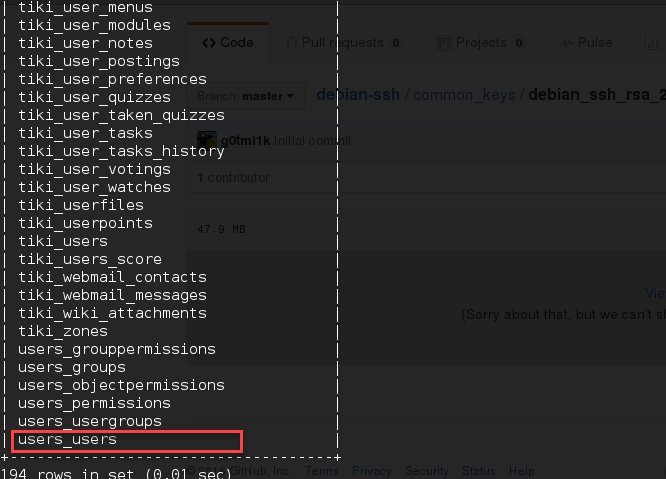 tiki_user_menus
tiki_user_modules
tiki_user_notes
tiki_user_postings
tiki_user_preferences
tiki_user_quizzes
tiki_user_taken_quizzes
tiki_user_tasks
tiki_user_tasks_history
tiki_user_votings
tiki_user_watches
tiki_userfiles
tiki_userpoints
tiki_users
tiki_users_score
tiki_webmail_contacts
tiki_webmail_messages
tiki_wiki_attachments
tiki_zones
users_grouppermissions
users_groups
users_objectpermissions
users_permissions
users_usergroups
users_users
194 rows in set (0.01 sec)
Code Pull requests 0 Projects 0 Pulse
Branch: master debian-ssh / common_keys / debian_ssh_rsa_2
g0tmi1k Initial commit
1 contributor
47.9 MB
Vie
(Sorry about that, but we can't s
GitHub, Inc. Terms Privacy Security Status Help